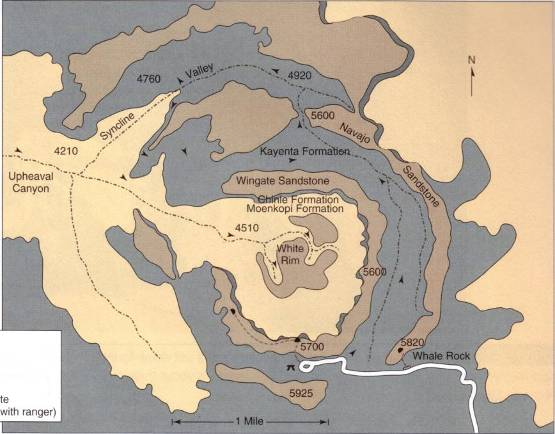 4760
Valley
4920
N
5600
Navajo
Syncline
4210
Kayenta Formation
Sandstone
Upheaval
Canyon
Wingate Sandstone
Chinle Formation
Moenkopi Formation
4510
White
Rim
5600
5700
5820
Whale Rock
5925
te
with ranger)
1 Mile